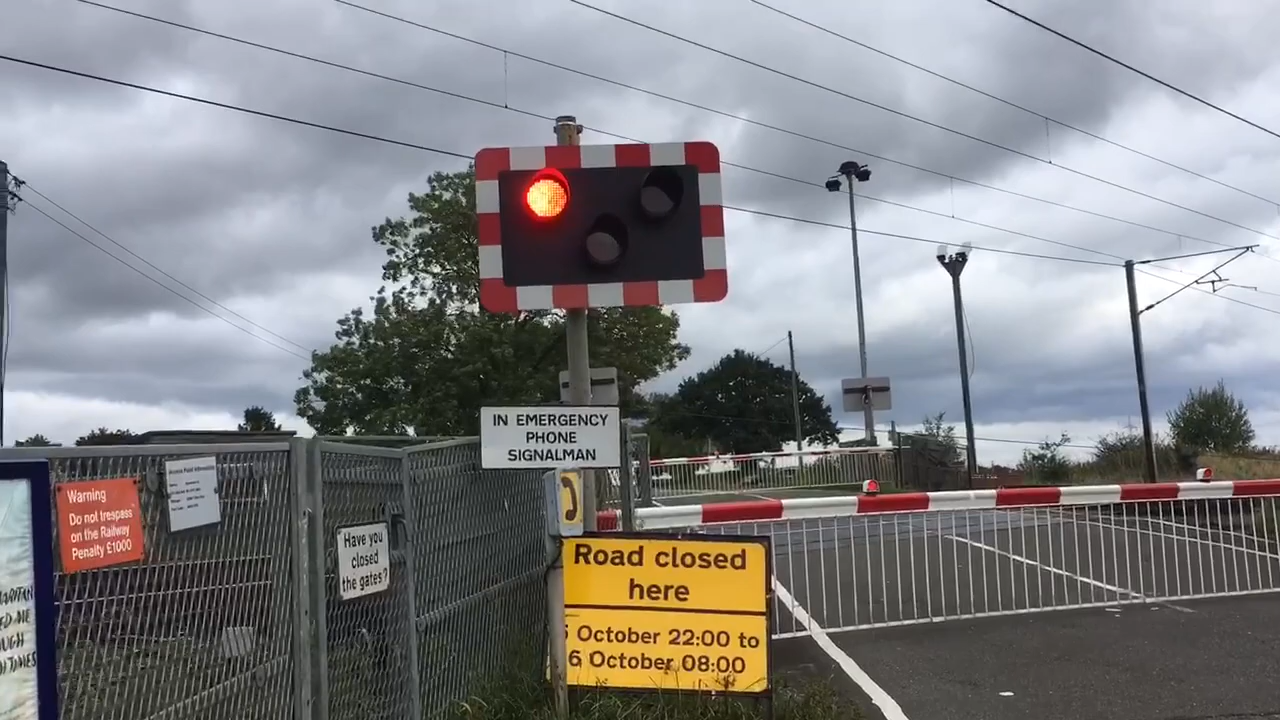 IN EMERGENCY
PHONE
SIGNALMAN
Warning
Do not trespass
on the Railway
Penalty £1000
Have you
closed
the gates?
Road closed
here
5 October 22:00 to
6 October 08:00